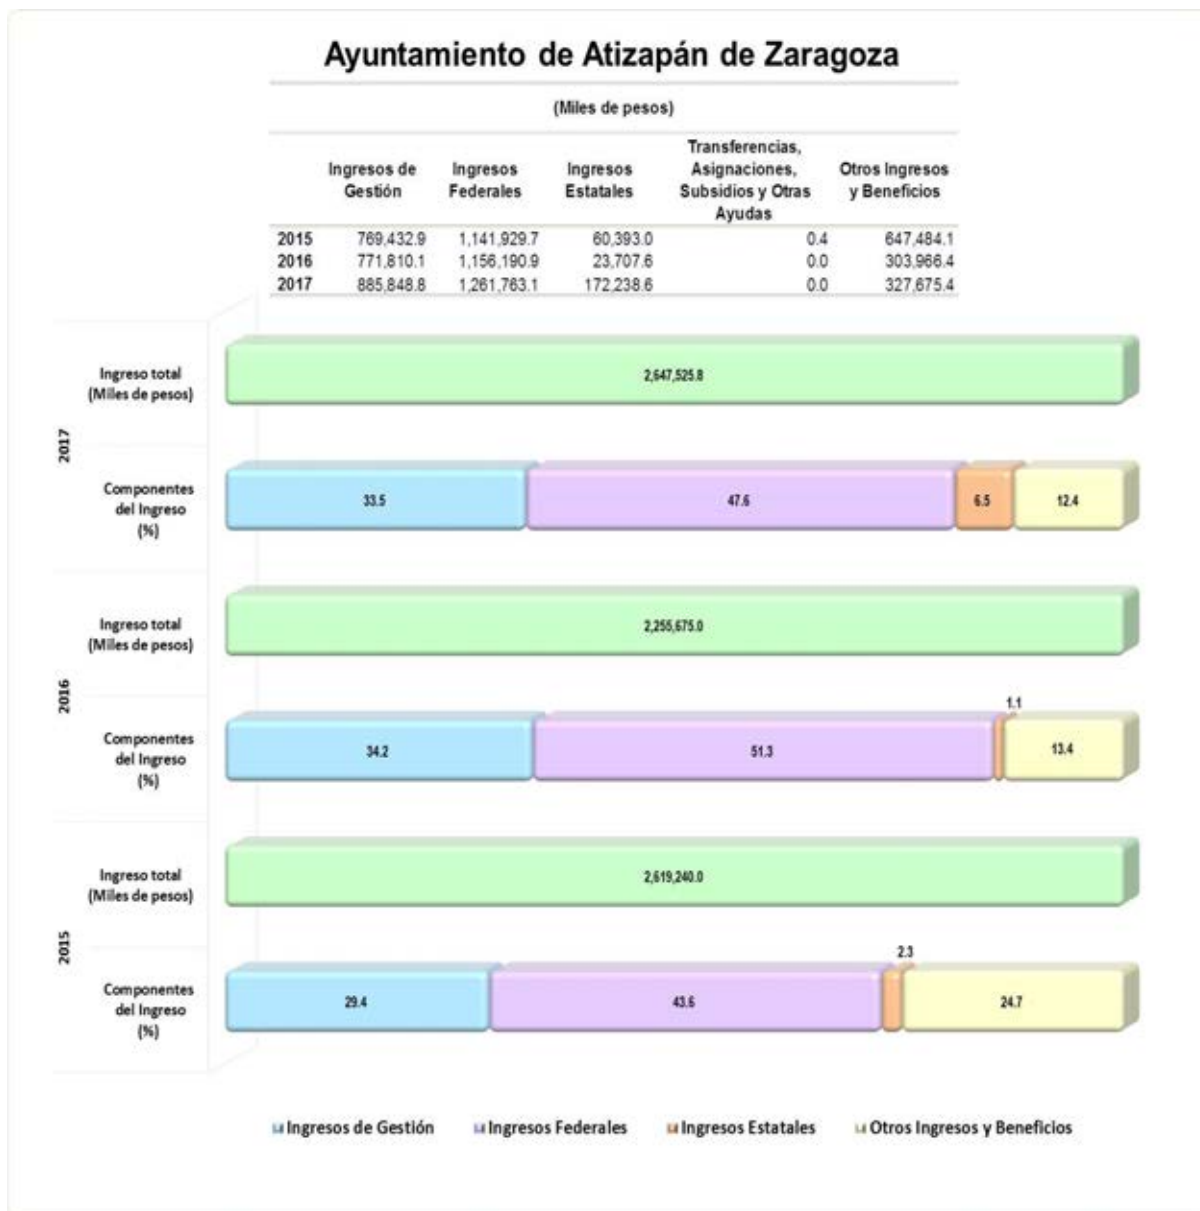 Ayuntamiento de Atizapán de Zaragoza
(Miles de pesos)
Ingresos de Gestión
Ingresos Federales
Ingresos Estatales
Transferencias, Asignaciones, Subsidios y Otras Ayudas
Otros Ingresos y Beneficios
2015 769,432.9 1,141,929.7 60,393.0 0.4 647,484.1
2016 771,810.1 1,156,190.9 23,707.6 0.0 303,966.4
2017 885,848.8 1,261,763.1 172,238.6 0.0 327,675.4
2017
Ingreso total
(Miles de pesos)
2,647,525.8
Componentes
del Ingreso
(%)
33.5 47.6 6.5 12.4
2016
Ingreso total
(Miles de pesos)
2,255,675.0
Componentes
del Ingreso
(%)
34.2 51.3 1.1 13.4
2015
Ingreso total
(Miles de pesos)
2,619,240.0
Componentes
del Ingreso
(%)
29.4 43.6 2.3 24.7
Ingresos de Gestión Ingresos Federales Ingresos Estatales Otros Ingresos y Beneficios